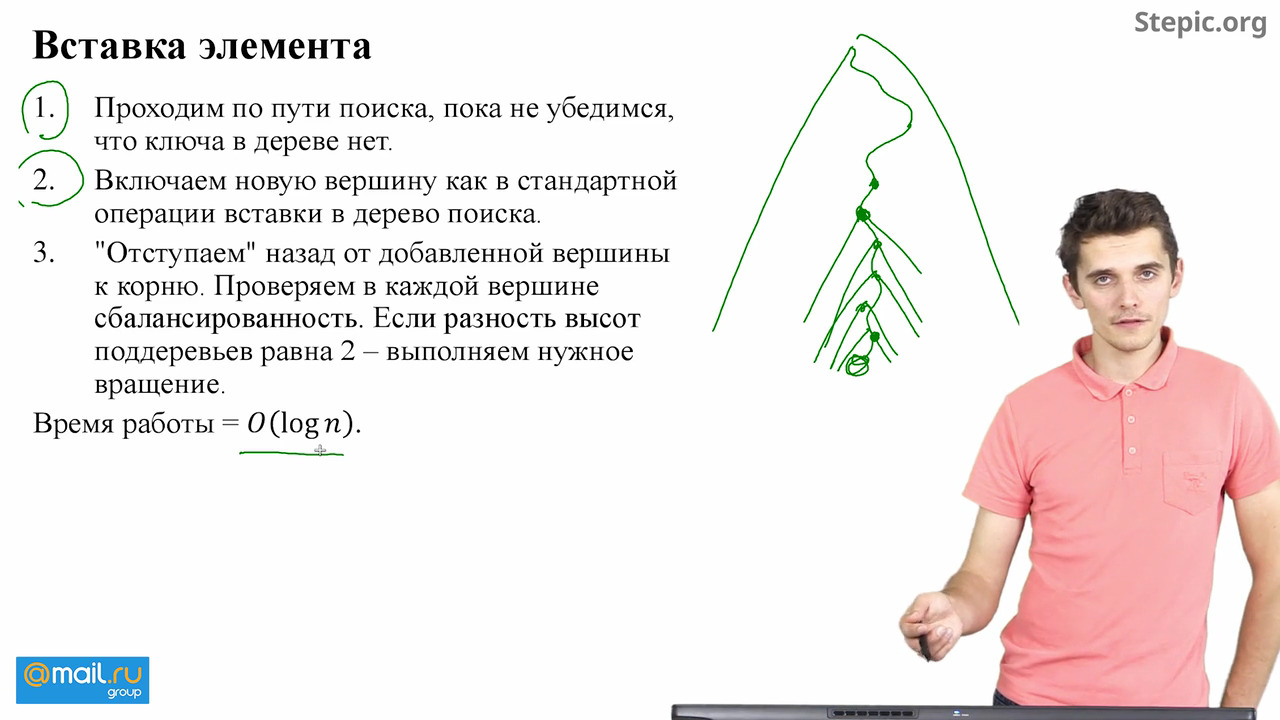 Stepic.org
Вставка элемента
1. Проходим по пути поиска, пока не убедимся,
что ключа в дереве нет.
2. Включаем новую вершину как в стандартной
операции вставки в дерево поиска.
3. "Отступаем" назад от добавленной вершины
к корню. Проверяем в каждой вершине
сбалансированность. Если разность высот
поддеревьев равна 2 – выполняем нужное
вращение.
Время работы = O(log n).
@mail.ru
group